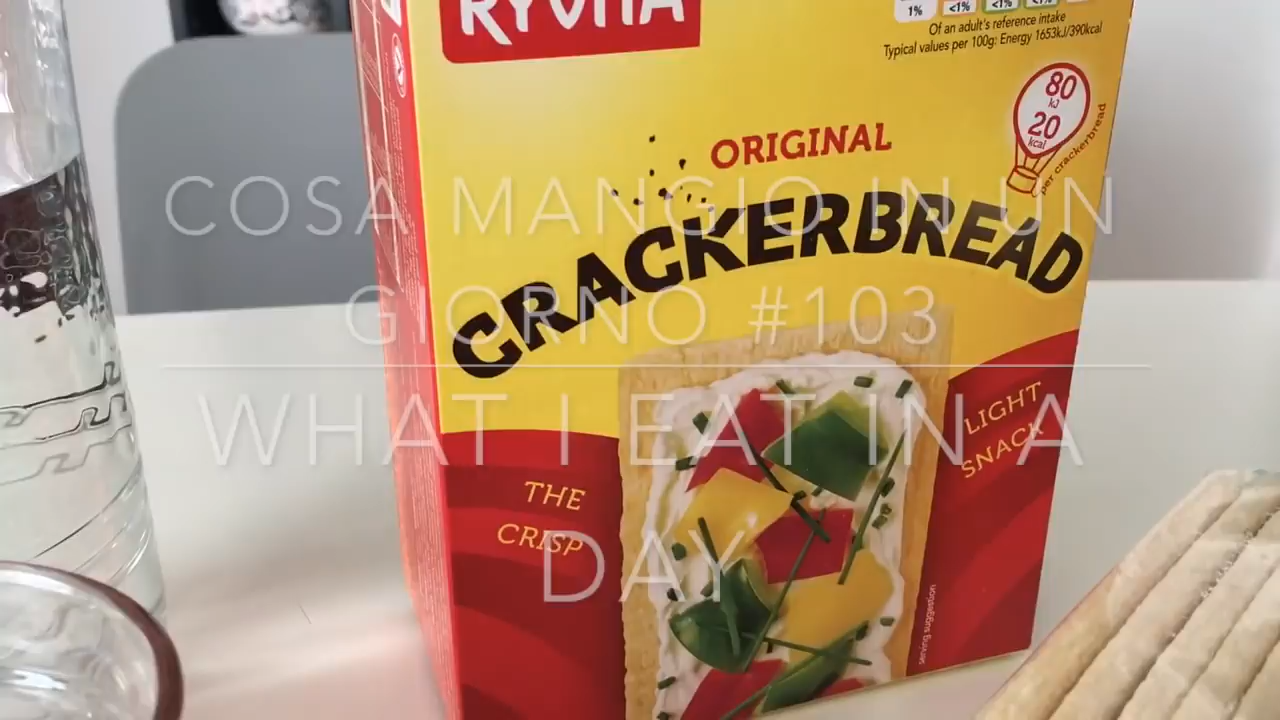 RYVITA
1% <1% <1% <1%
Of an adult's reference intake
Typical values per 100g: Energy 1653kJ/390kcal
80
kJ
20
kcal
per crackerbread
ORIGINAL
CRACKERBREAD
COSA MANGIO IN UN
GIORNO #103
WHAT I EAT IN A
DAY
THE
CRISP
LIGHT
SNACK
serving suggestion